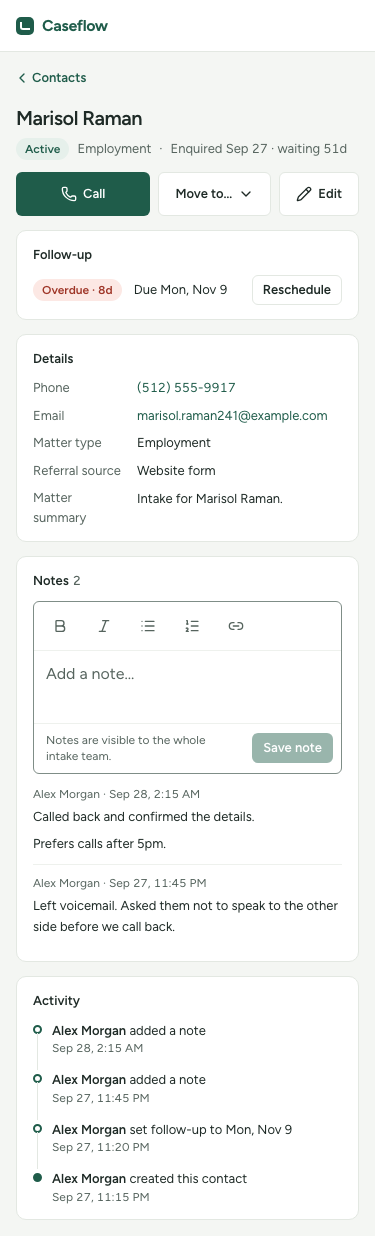 Caseflow
Contacts
Marisol Raman
Active Employment · Enquired Sep 27 · waiting 51d
Call Move to... Edit
Follow-up
Overdue · 8d Due Mon, Nov 9 Reschedule
Details
Phone (512) 555-9917
Email marisol.raman241@example.com
Matter type Employment
Referral source Website form
Matter summary Intake for Marisol Raman.
Notes 2
Add a note...
Notes are visible to the whole
intake team.
Save note
Alex Morgan · Sep 28, 2:15 AM
Called back and confirmed the details.
Prefers calls after 5pm.
Alex Morgan · Sep 27, 11:45 PM
Left voicemail. Asked them not to speak to the other
side before we call back.
Activity
Alex Morgan added a note
Sep 28, 2:15 AM
Alex Morgan added a note
Sep 27, 11:45 PM
Alex Morgan set follow-up to Mon, Nov 9
Sep 27, 11:20 PM
Alex Morgan created this contact
Sep 27, 11:15 PM